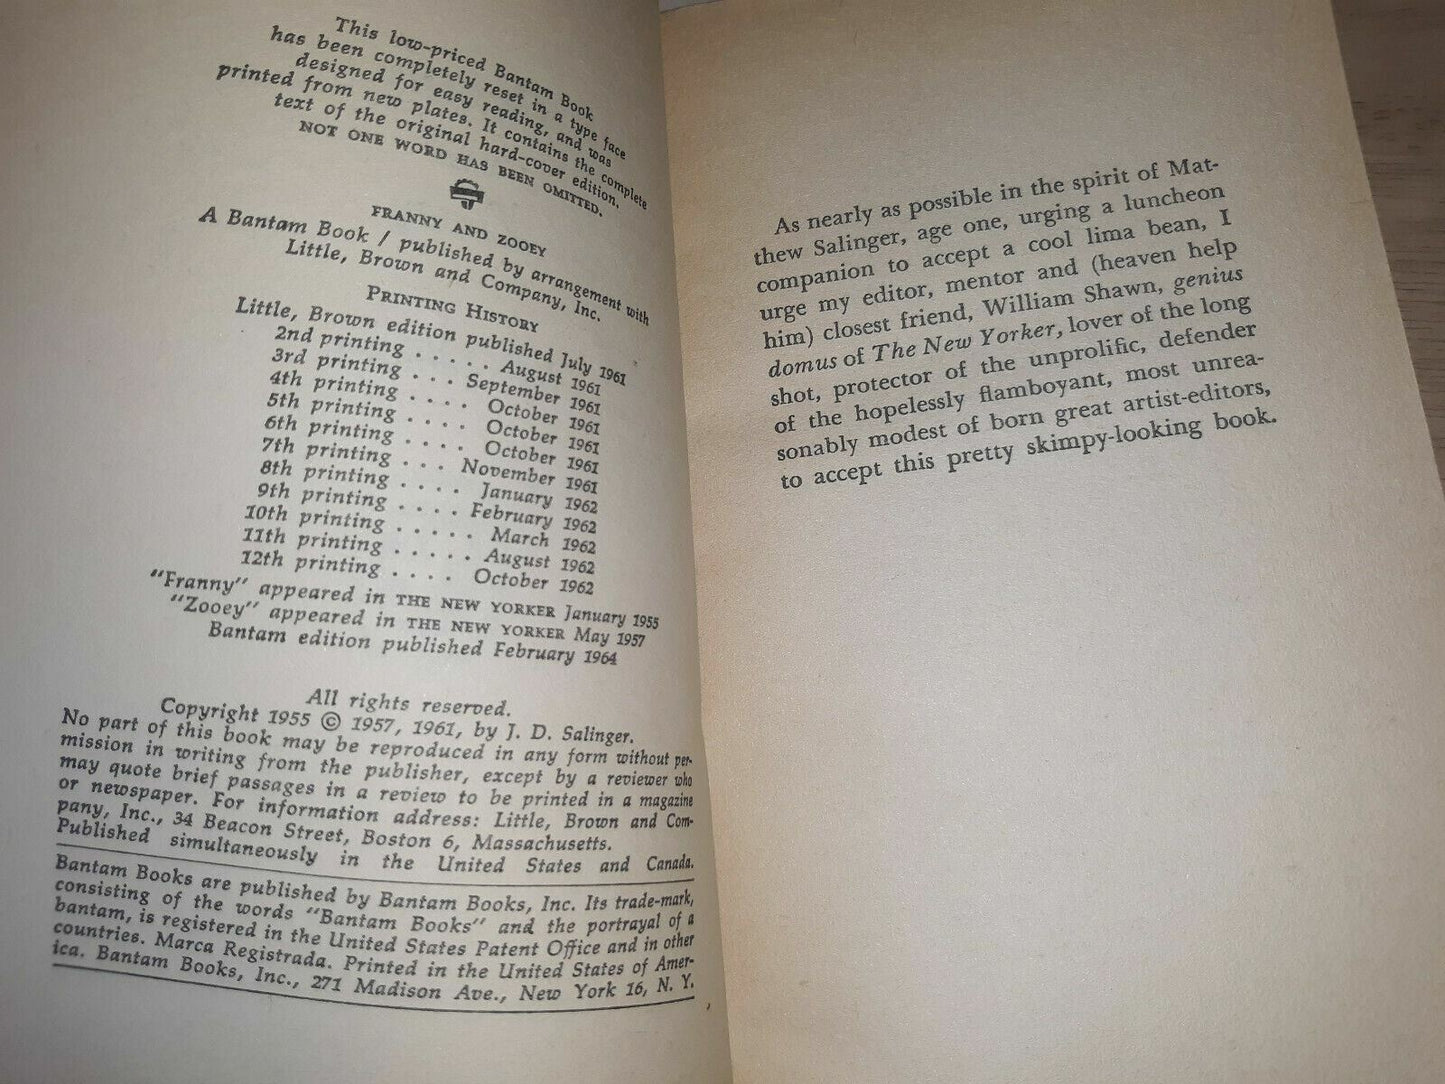 This low-priced Bantam Book
has been completely reset in a type face
designed for easy reading, and was
printed from new plates. It contains the complete
text of the original hard-cover edition.
NOT ONE WORD HAS BEEN OMITTED.
FRANNY AND ZOOEY
A Bantam Book / published by arrangement with
Little, Brown and Company, Inc.
PRINTING HISTORY
Little, Brown edition published July 1961
2nd printing . . . . . August 1961
3rd printing . . . September 1961
4th printing . . . . October 1961
5th printing . . . . October 1961
6th printing . . . . October 1961
7th printing . . . November 1961
8th printing . . . . January 1962
9th printing . . . . February 1962
10th printing . . . . . March 1962
11th printing . . . . . August 1962
12th printing . . . . October 1962
"Franny" appeared in THE NEW YORKER January 1955
"Zooey" appeared in THE NEW YORKER May 1957
Bantam edition published February 1964
All rights reserved.
Copyright 1955 © 1957, 1961, by J. D. Salinger.
No part of this book may be reproduced in any form without per-
mission in writing from the publisher, except by a reviewer who
may quote brief passages in a review to be printed in a magazine
or newspaper. For information address: Little, Brown and Com-
pany, Inc., 34 Beacon Street, Boston 6, Massachusetts.
Published simultaneously in the United States and Canada.
Bantam Books are published by Bantam Books, Inc. Its trade-mark,
consisting of the words "Bantam Books" and the portrayal of a
bantam, is registered in the United States Patent Office and in other
countries. Marca Registrada. Printed in the United States of Amer-
ica. Bantam Books, Inc., 271 Madison Ave., New York 16, N. Y.
As nearly as possible in the spirit of Mat-
thew Salinger, age one, urging a luncheon
companion to accept a cool lima bean, I
urge my editor, mentor and (heaven help
him) closest friend, William Shawn, genius
domus of The New Yorker, lover of the long
shot, protector of the unprolific, defender
of the hopelessly flamboyant, most unrea-
sonably modest of born great artist-editors,
to accept this pretty skimpy-looking book.